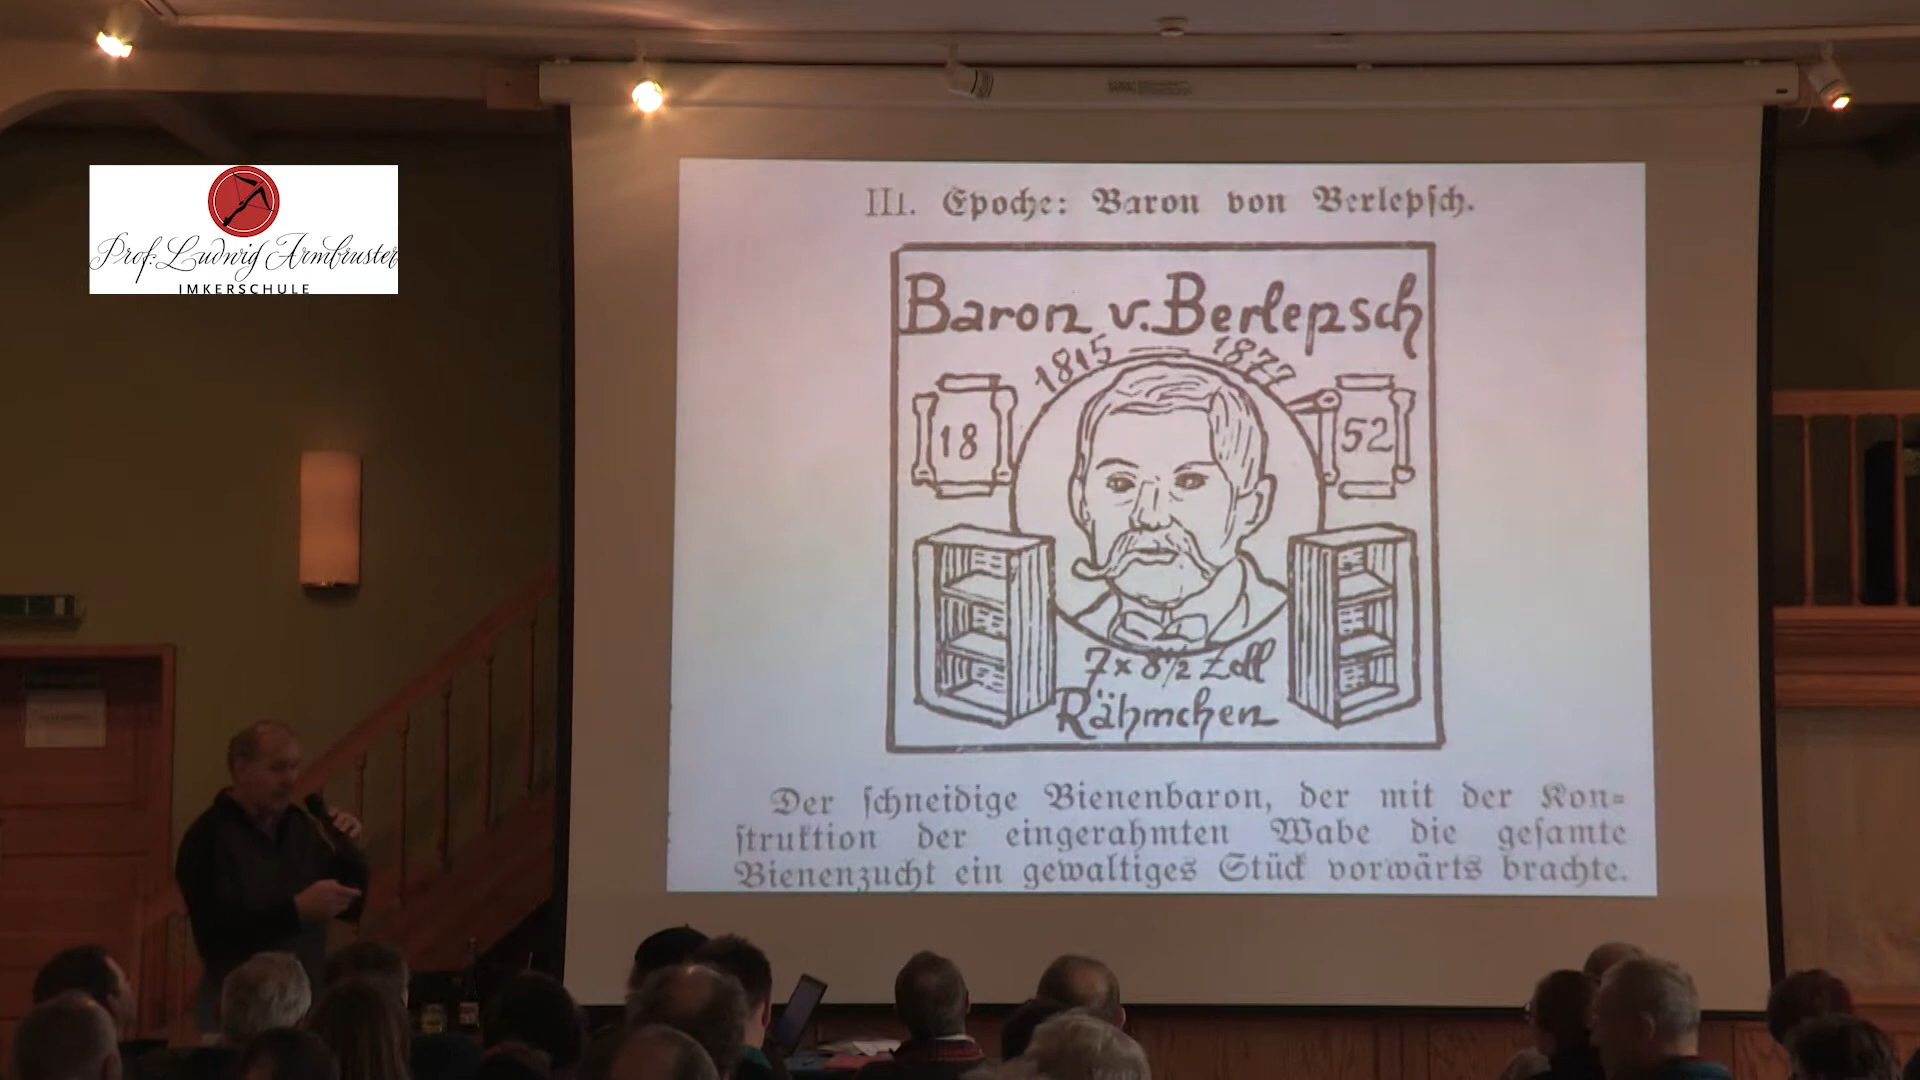 Prof. Ludwig Armbruster
IMKERSCHULE
III. Epoche: Baron von Berlepsch.
Baron v. Berlepsch
1815 – 1877
18 52
7 x 8 1/2 Zoll
Rähmchen
Der schneidige Bienenbaron, der mit der Kon=
struktion der eingerahmten Wabe die gesamte
Bienenzucht ein gewaltiges Stück vorwärts brachte.